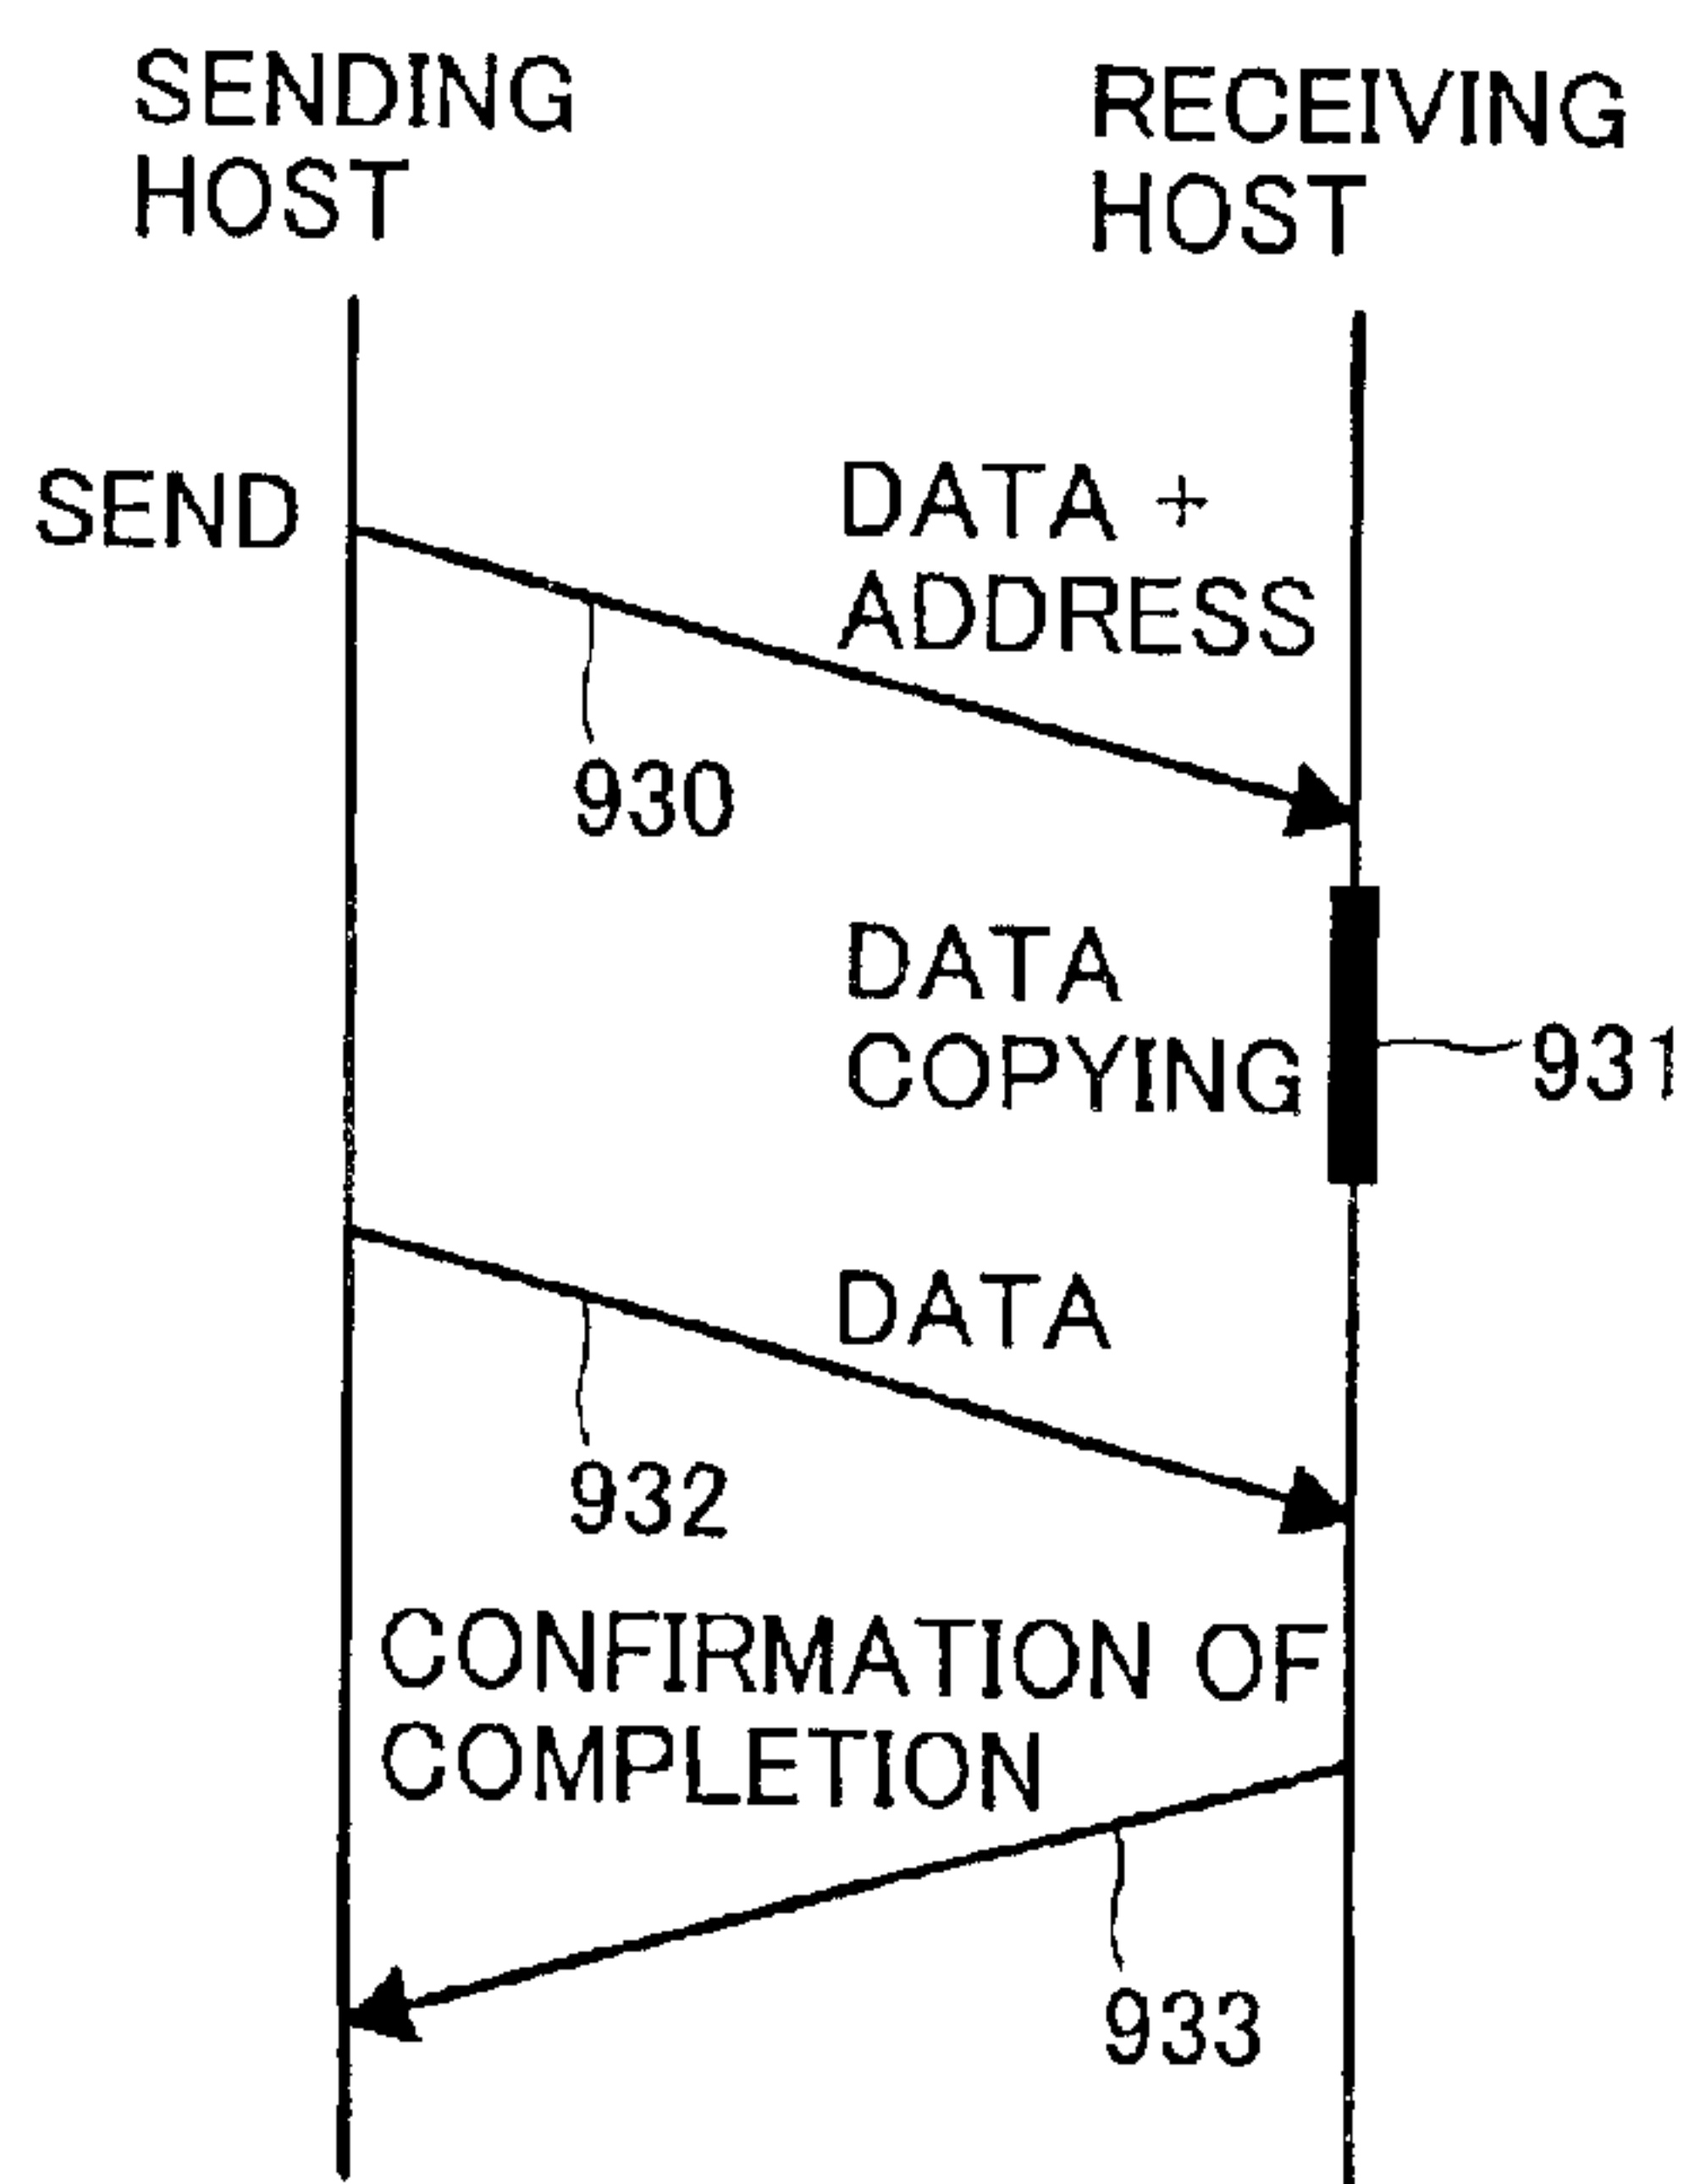 SENDING
HOST
RECEIVING
HOST
SEND
DATA +
ADDRESS
930
DATA
COPYING
931
DATA
932
CONFIRMATION OF
COMPLETION
933